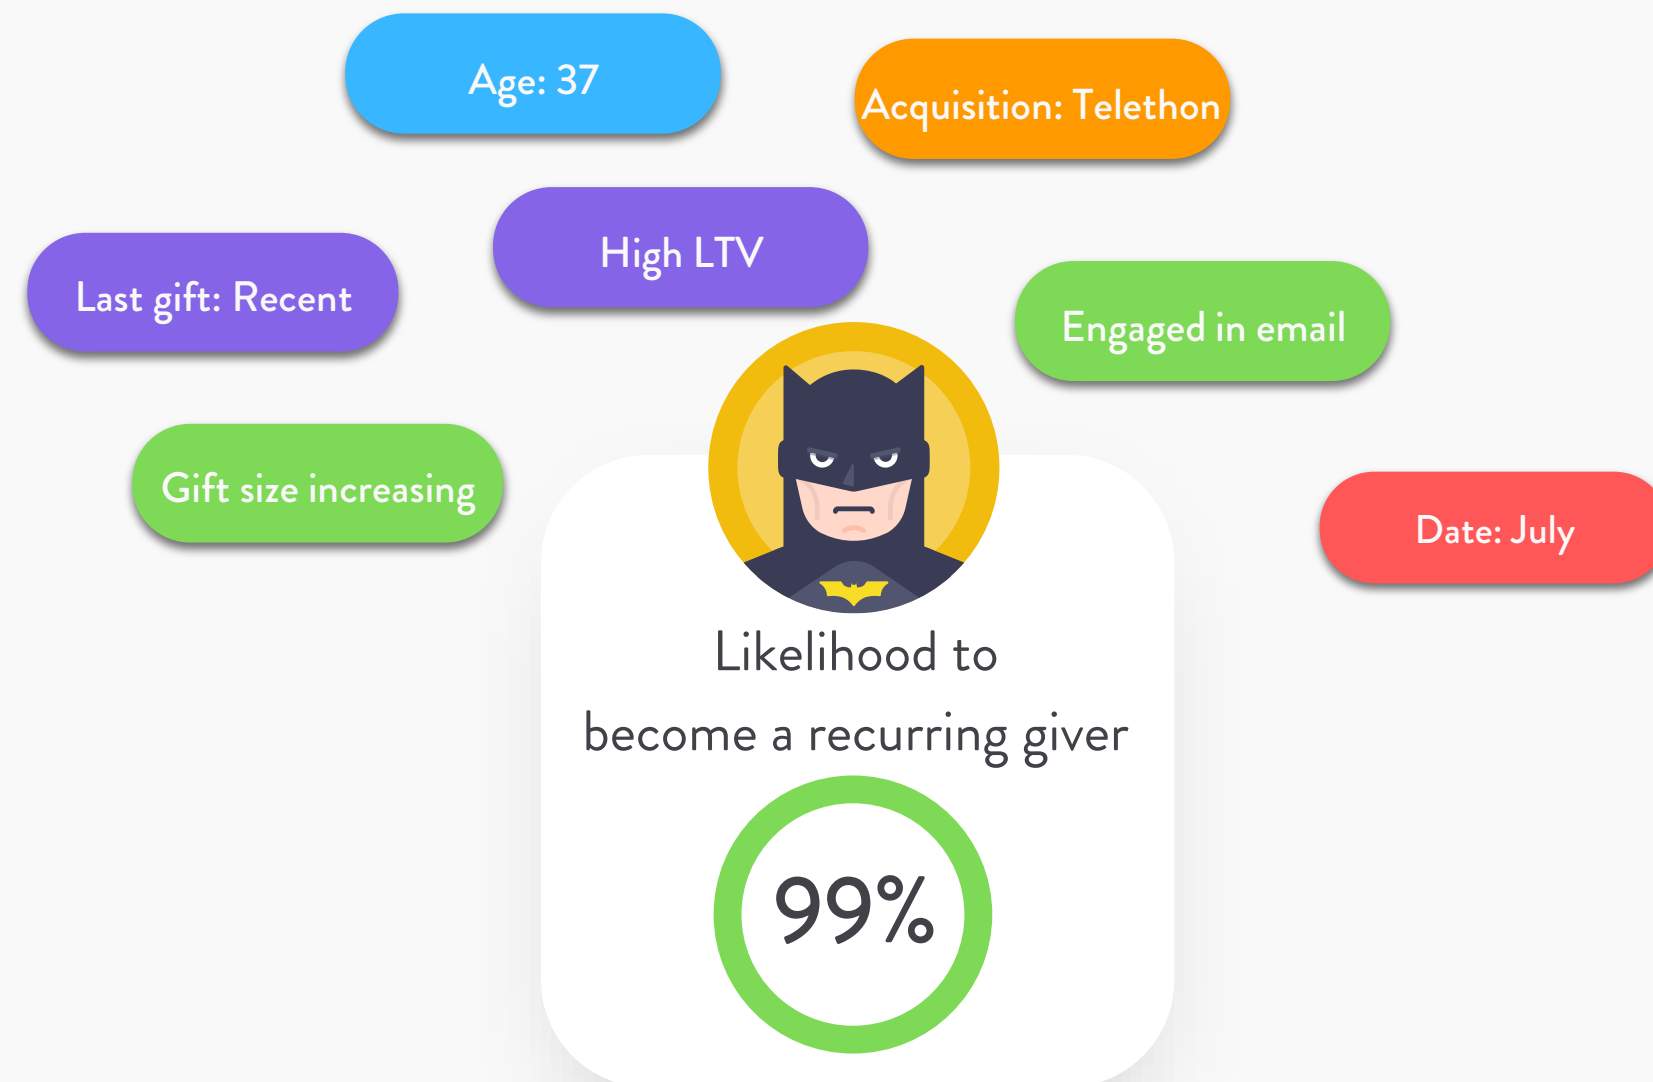 Age: 37
Acquisition: Telethon
High LTV
Last gift: Recent
Engaged in email
Gift size increasing
Date: July
Likelihood to
become a recurring giver
99%